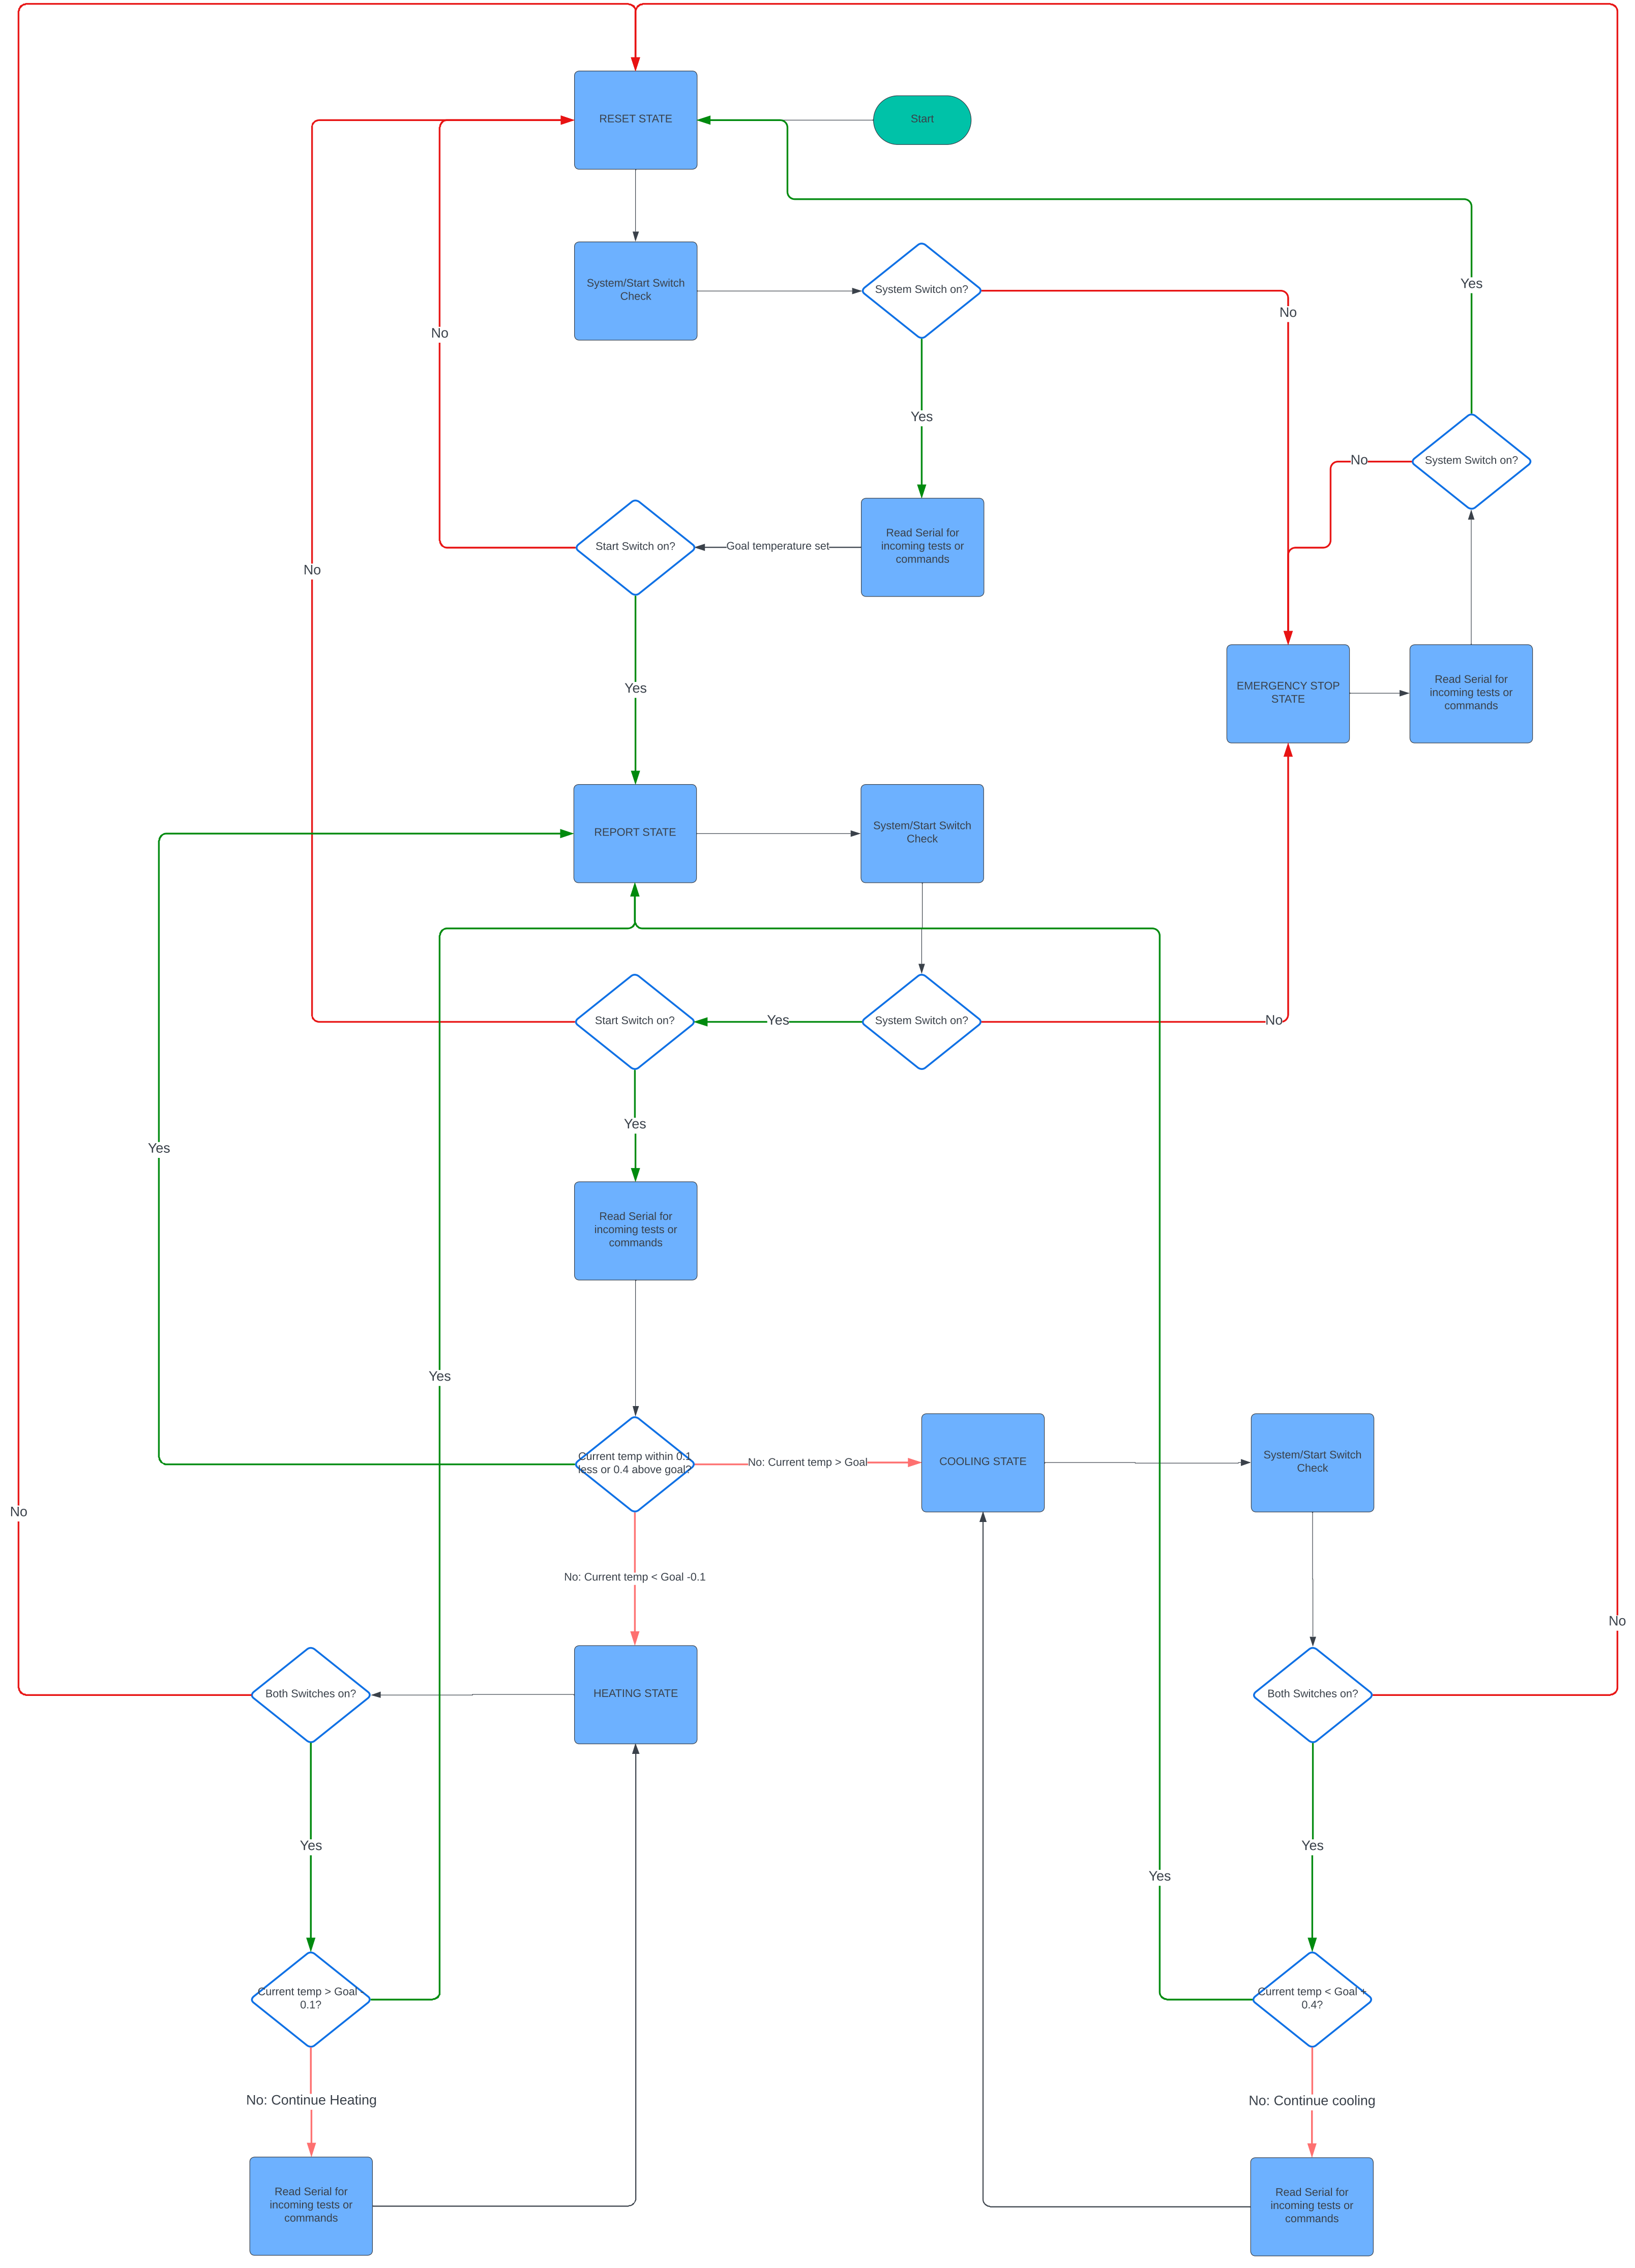 RESET STATE
Start
System/Start Switch
Check
System Switch on?
Yes
No
No
Yes
System Switch on?
No
Start Switch on?
Goal temperature set
Read Serial for
incoming tests or
commands
No
Yes
EMERGENCY STOP
STATE
Read Serial for
incoming tests or
commands
REPORT STATE
System/Start Switch
Check
Start Switch on?
Yes
System Switch on?
No
Yes
Yes
Read Serial for
incoming tests or
commands
Yes
Current temp within 0.1
less or 0.4 above goal?
No: Current temp > Goal
COOLING STATE
System/Start Switch
Check
No
No: Current temp < Goal -0.1
No
Both Switches on?
HEATING STATE
Both Switches on?
Yes
Yes
Yes
Current temp > Goal -
0.1?
Current temp < Goal +
0.4?
No: Continue Heating
No: Continue cooling
Read Serial for
incoming tests or
commands
Read Serial for
incoming tests or
commands